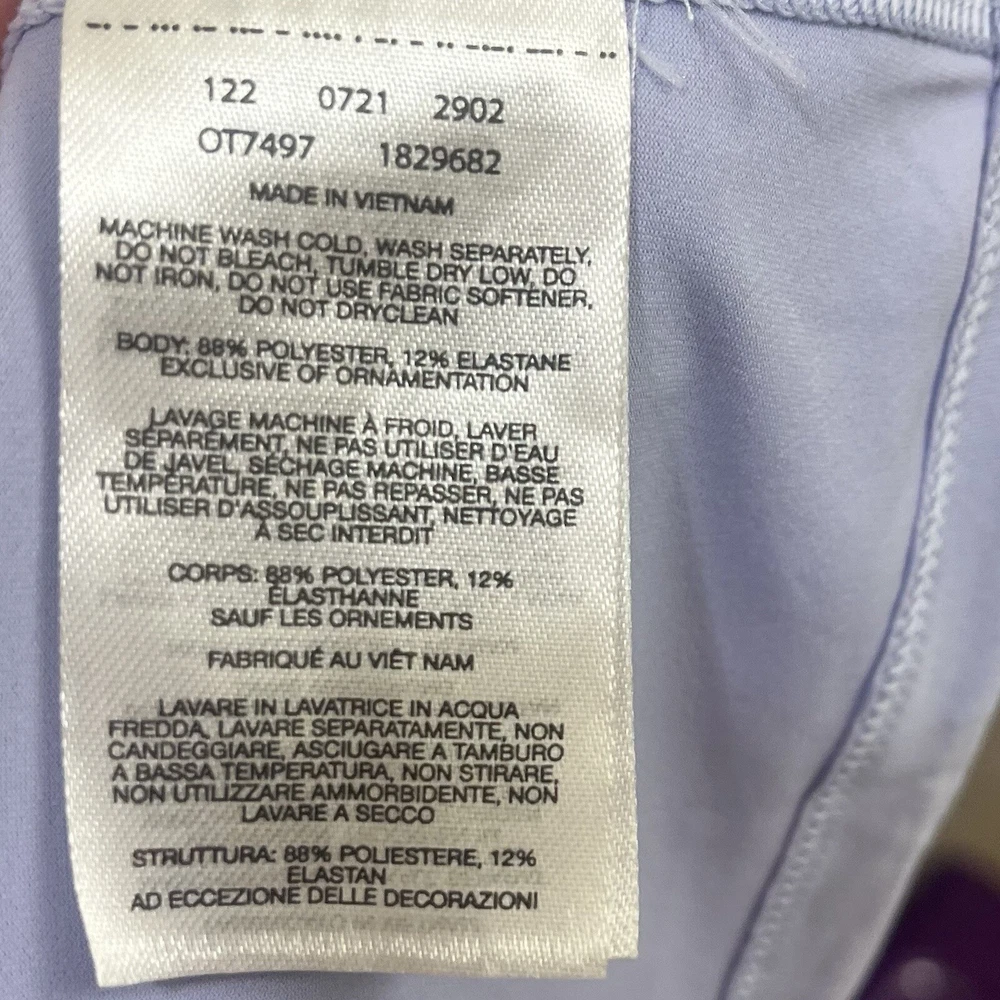 122 0721 2902
OT7497 1829682
MADE IN VIETNAM
MACHINE WASH COLD, WASH SEPARATELY,
DO NOT BLEACH, TUMBLE DRY LOW, DO
NOT IRON, DO NOT USE FABRIC SOFTENER,
DO NOT DRYCLEAN
BODY: 88% POLYESTER, 12% ELASTANE
EXCLUSIVE OF ORNAMENTATION
LAVAGE MACHINE À FROID, LAVER
SÉPARÉMENT, NE PAS UTILISER D'EAU
DE JAVEL, SÉCHAGE MACHINE, BASSE
TEMPÉRATURE, NE PAS REPASSER, NE PAS
UTILISER D'ASSOUPLISSANT, NETTOYAGE
À SEC INTERDIT
CORPS: 88% POLYESTER, 12%
ÉLASTHANNE
SAUF LES ORNEMENTS
FABRIQUÉ AU VIÊT NAM
LAVARE IN LAVATRICE IN ACQUA
FREDDA, LAVARE SEPARATAMENTE, NON
CANDEGGIARE, ASCIUGARE A TAMBURO
A BASSA TEMPERATURA, NON STIRARE,
NON UTILIZZARE AMMORBIDENTE, NON
LAVARE A SECCO
STRUTTURA: 88% POLIESTERE, 12%
ELASTAN
AD ECCEZIONE DELLE DECORAZIONI